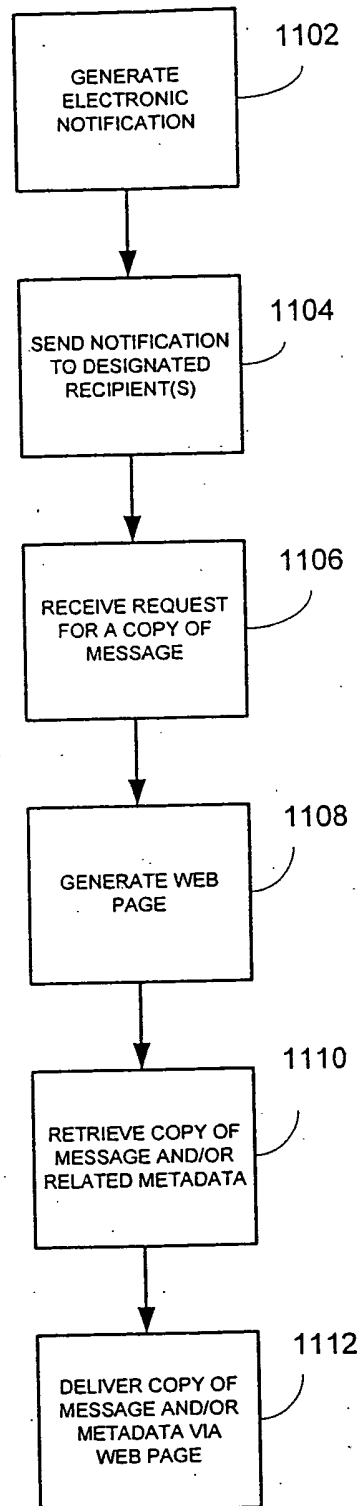 1102
GENERATE
ELECTRONIC
NOTIFICATION
1104
SEND NOTIFICATION
TO DESIGNATED
RECIPIENT(S)
1106
RECEIVE REQUEST
FOR A COPY OF
MESSAGE
1108
GENERATE WEB
PAGE
1110
RETRIEVE COPY OF
MESSAGE AND/OR
RELATED METADATA
1112
DELIVER COPY OF
MESSAGE AND/OR
METADATA VIA
WEB PAGE